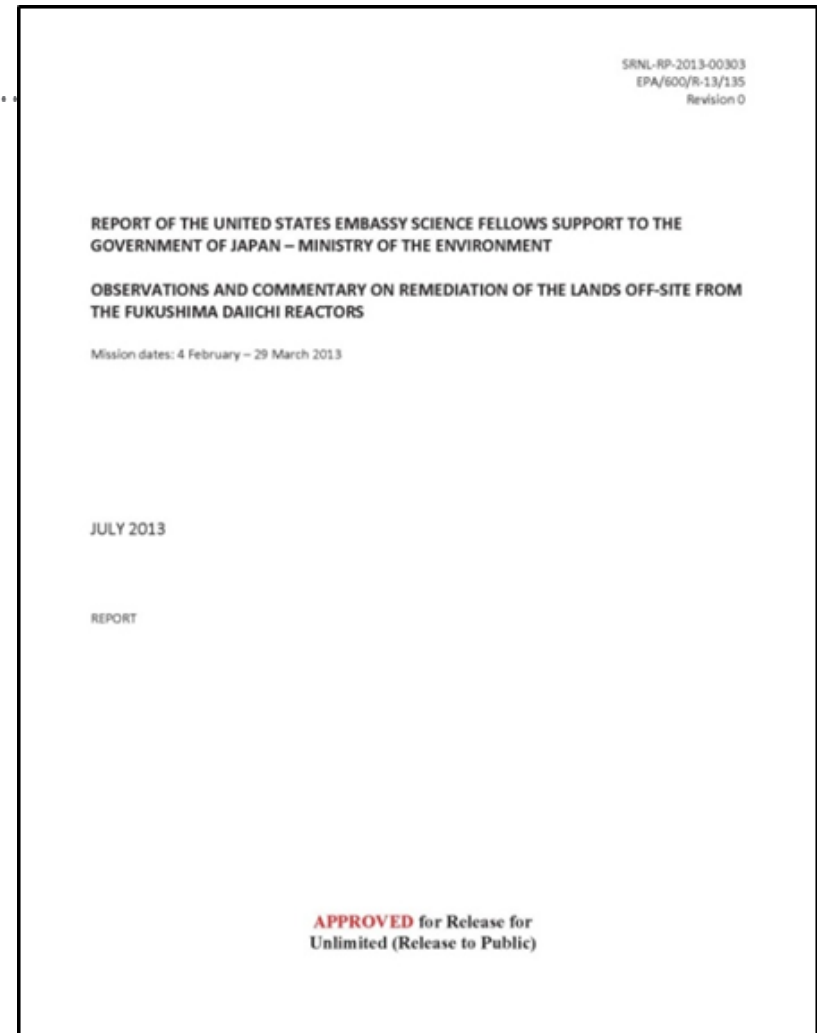 SRNL-RP-2013-00303
EPA/600/R-13/135
Revision 0
REPORT OF THE UNITED STATES EMBASSY SCIENCE FELLOWS SUPPORT TO THE
GOVERNMENT OF JAPAN – MINISTRY OF THE ENVIRONMENT
OBSERVATIONS AND COMMENTARY ON REMEDIATION OF THE LANDS OFF-SITE FROM
THE FUKUSHIMA DAIICHI REACTORS
Mission dates: 4 February – 29 March 2013
JULY 2013
REPORT
APPROVED for Release for
Unlimited (Release to Public)